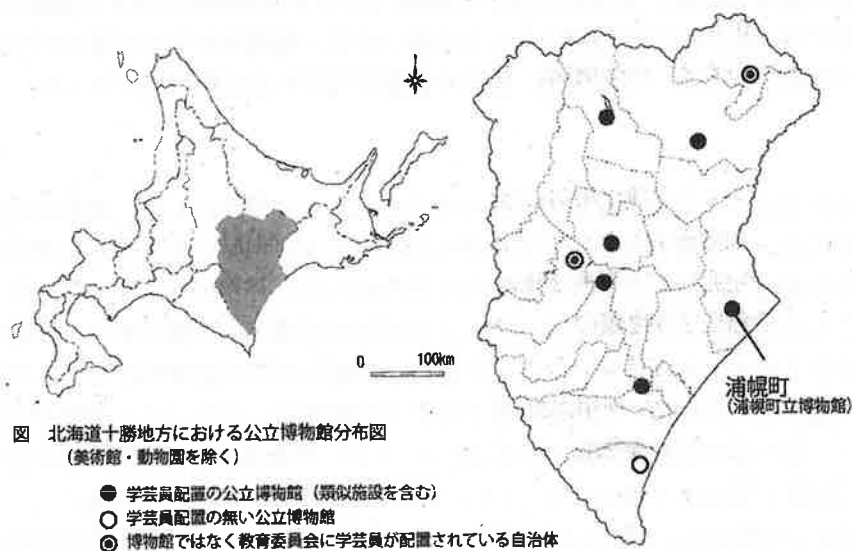 0 100km
浦幌町
(浦幌町立博物館)
図 北海道十勝地方における公立博物館分布図
(美術館・動物園を除く)
● 学芸員配置の公立博物館（類似施設を含む）
○ 学芸員配置の無い公立博物館
◉ 博物館ではなく教育委員会に学芸員が配置されている自治体